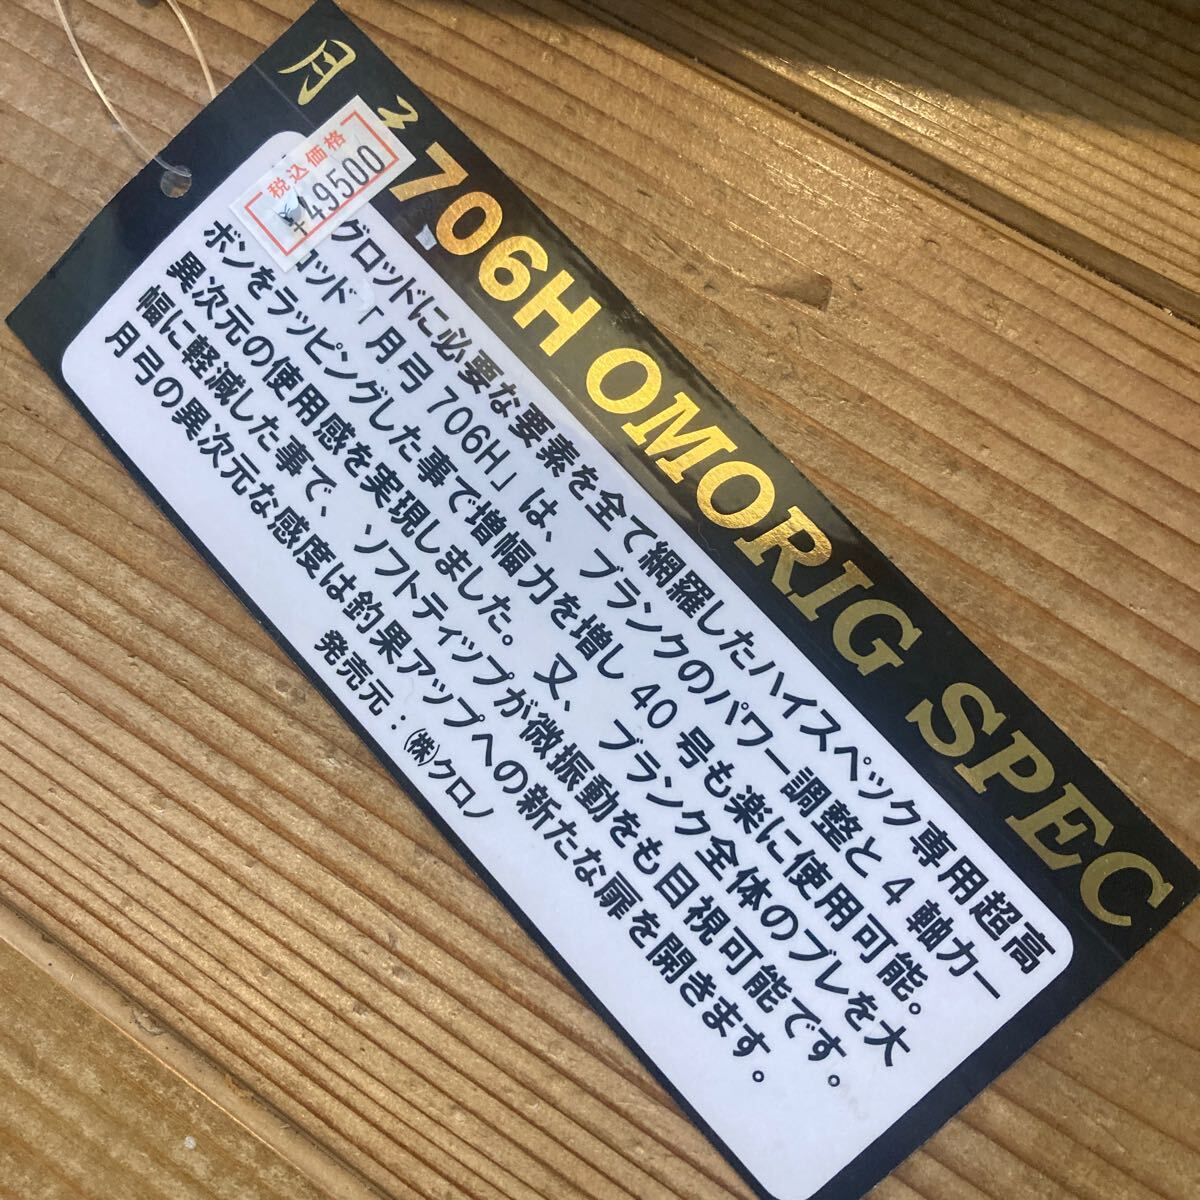 月弓 706H OMORIG SPEC
税込価格
49500
グロッドに必要な要素を全て網羅したハイスペック専用超高
ロッド「月弓 706H」は、ブランクのパワー調整と 4 軸カー
ボンをラッピングした事で増幅力を増し 40 号も楽に使用可能。
異次元の使用感を実現しました。又、ブランク全体のブレを大
幅に軽減した事で、ソフトティップが微振動をも目視可能です。
月弓の異次元な感度は釣果アップへの新たな扉を開きます。
発売元：(株)クロノ